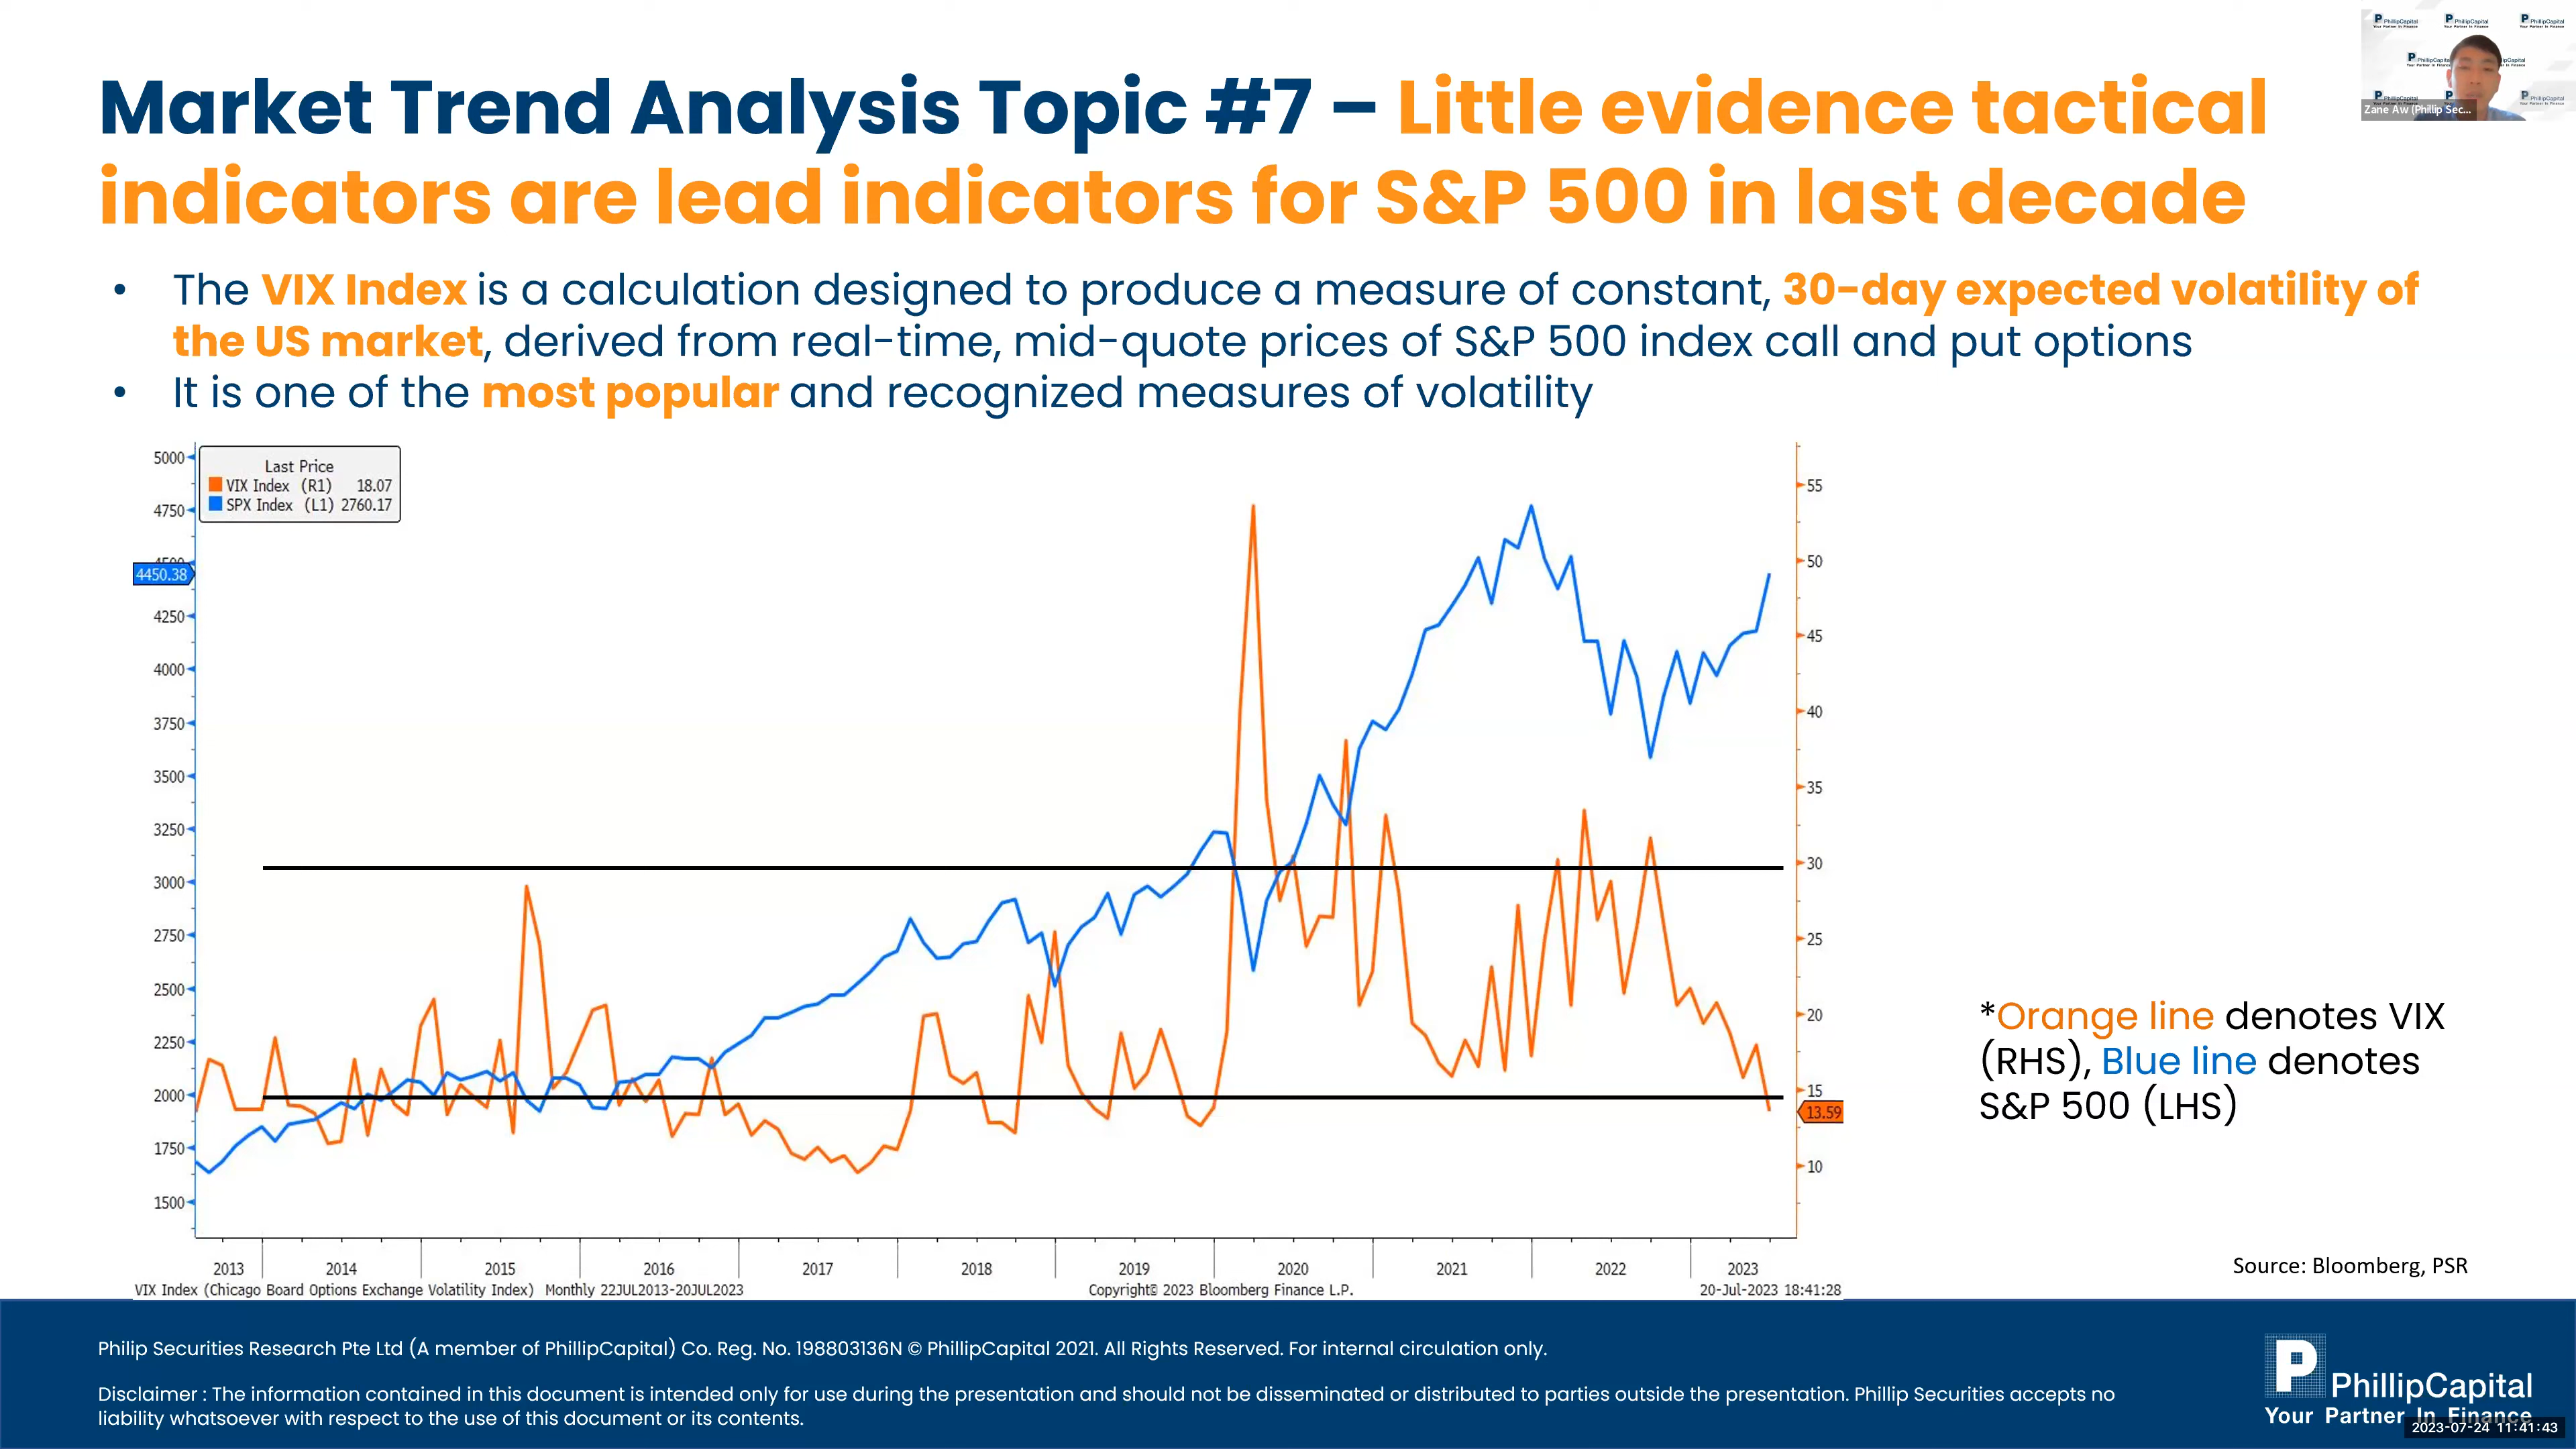 Market Trend Analysis Topic #7 – Little evidence tactical
indicators are lead indicators for S&P 500 in last decade
Zane Aw (Phillip Sec...
• The VIX Index is a calculation designed to produce a measure of constant, 30-day expected volatility of
the US market, derived from real-time, mid-quote prices of S&P 500 index call and put options
• It is one of the most popular and recognized measures of volatility
Last Price
VIX Index (R1) 18.07
SPX Index (L1) 2760.17
5000
4750
4500
4450.38
4250
4000
3750
3500
3250
3000
2750
2500
2250
2000
1750
1500
55
50
45
40
35
30
25
20
15
13.59
10
2013 2014 2015 2016 2017 2018 2019 2020 2021 2022 2023
VIX Index (Chicago Board Options Exchange Volatility Index) Monthly 22JUL2013-20JUL2023 Copyright© 2023 Bloomberg Finance L.P. 20-Jul-2023 18:41:28
*Orange line denotes VIX
(RHS), Blue line denotes
S&P 500 (LHS)
Source: Bloomberg, PSR
Philip Securities Research Pte Ltd (A member of PhillipCapital) Co. Reg. No. 198803136N © PhillipCapital 2021. All Rights Reserved. For internal circulation only.
Disclaimer : The information contained in this document is intended only for use during the presentation and should not be disseminated or distributed to parties outside the presentation. Phillip Securities accepts no
liability whatsoever with respect to the use of this document or its contents.
PhillipCapital
Your Partner In Finance
2023-07-24 11:41:43